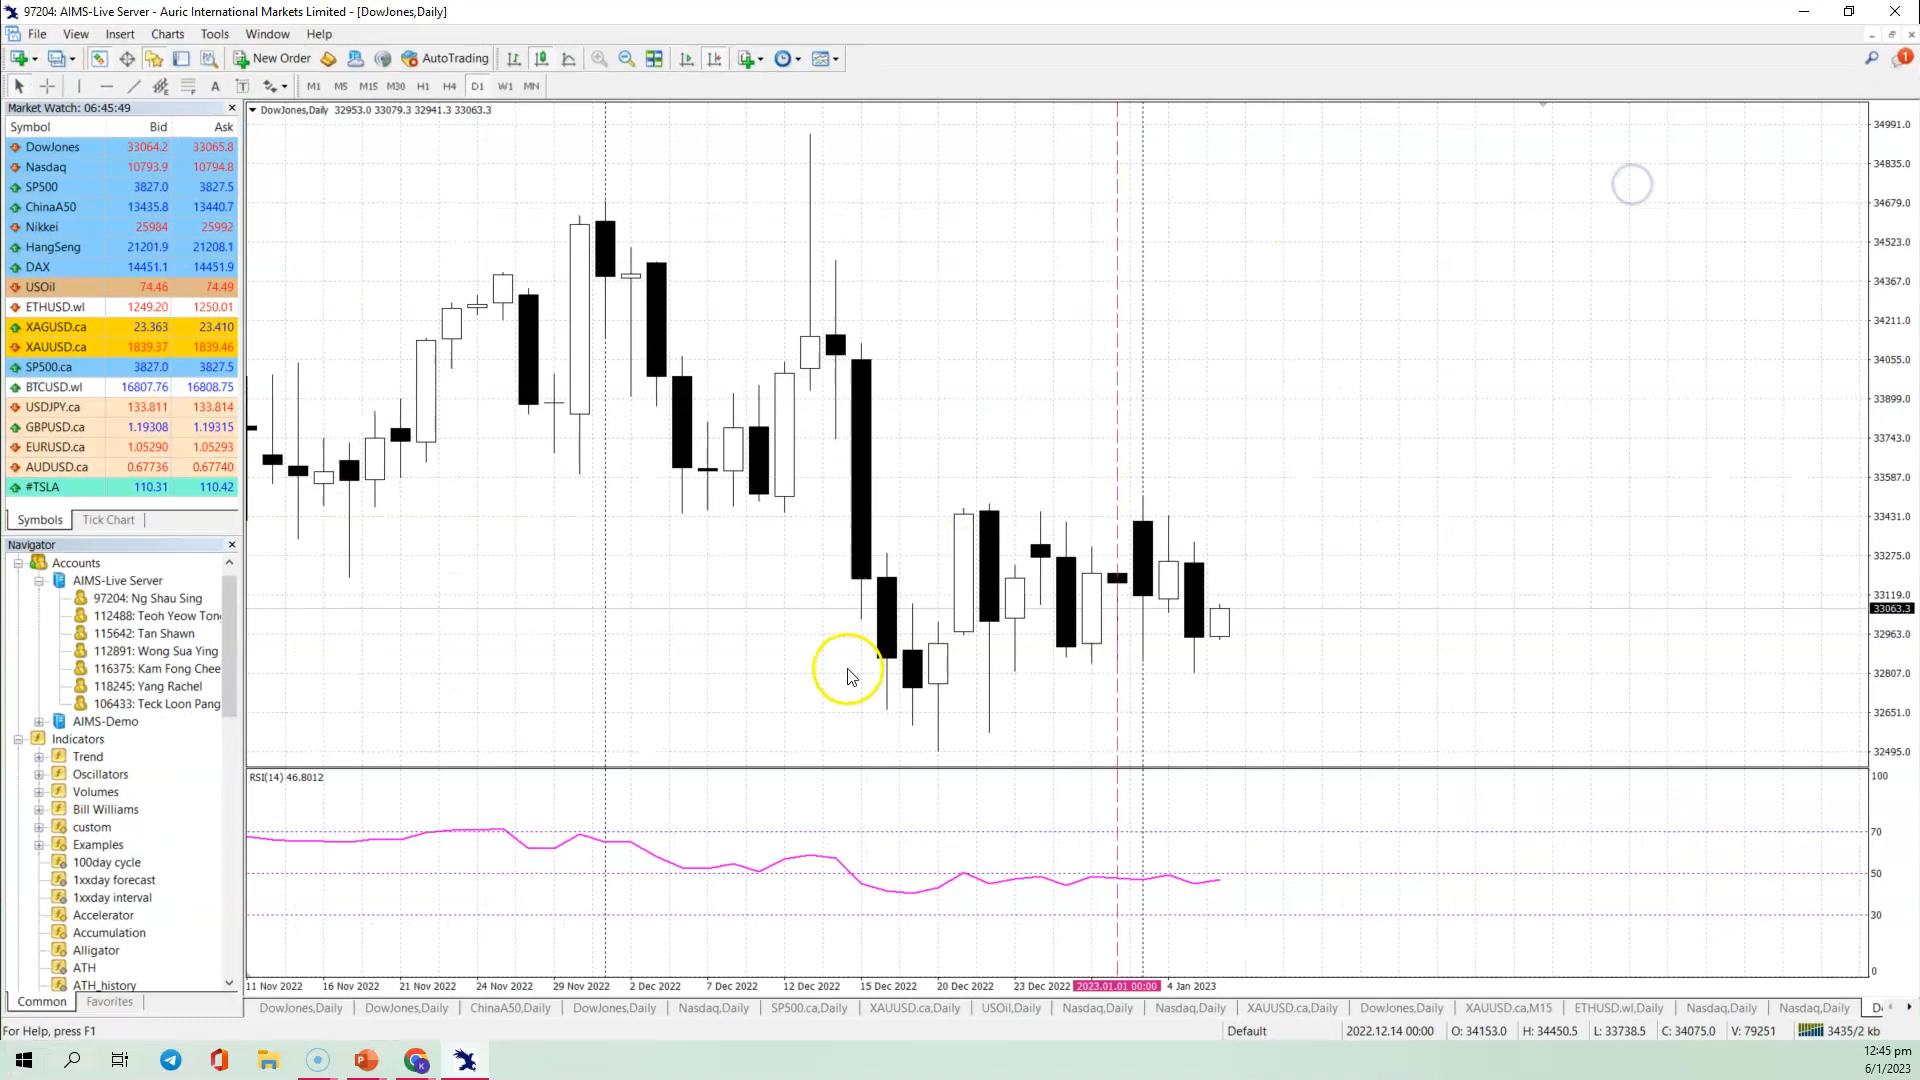 97204: AIMS-Live Server - Auric International Markets Limited - [DowJones,Daily]
File View Insert Charts Tools Window Help
New Order AutoTrading 1
A T M1 M5 M15 M30 H1 H4 D1 W1 MN
Market Watch: 06:45:49
Symbol Bid Ask
DowJones 33064.2 33065.8
Nasdaq 10793.9 10794.8
SP500 3827.0 3827.5
ChinaA50 13435.8 13440.7
Nikkei 25984 25992
HangSeng 21201.9 21208.1
DAX 14451.1 14451.9
USOil 74.46 74.49
ETHUSD.wl 1249.20 1250.01
XAGUSD.ca 23.363 23.410
XAUUSD.ca 1839.37 1839.46
SP500.ca 3827.0 3827.5
BTCUSD.wl 16807.76 16808.75
USDJPY.ca 133.811 133.814
GBPUSD.ca 1.19308 1.19315
EURUSD.ca 1.05290 1.05293
AUDUSD.ca 0.67736 0.67740
#TSLA 110.31 110.42
Symbols Tick Chart
Navigator
Accounts
AIMS-Live Server
97204: Ng Shau Sing
112488: Teoh Yeow Tong
115642: Tan Shawn
112891: Wong Sua Ying
116375: Kam Fong Chee
118245: Yang Rachel
106433: Teck Loon Pang
AIMS-Demo
Indicators
Trend
Oscillators
Volumes
Bill Williams
custom
Examples
100day cycle
1xxday forecast
1xxday interval
Accelerator
Accumulation
Alligator
ATH
ATH_history
Common Favorites
DowJones,Daily 32953.0 33079.3 32941.3 33063.3
34991.0
34835.0
34679.0
34523.0
34367.0
34211.0
34055.0
33899.0
33743.0
33587.0
33431.0
33275.0
33119.0
33063.3
32963.0
32807.0
32651.0
32495.0
RSI(14) 46.8012
100
70
50
30
0
11 Nov 2022 16 Nov 2022 21 Nov 2022 24 Nov 2022 29 Nov 2022 2 Dec 2022 7 Dec 2022 12 Dec 2022 15 Dec 2022 20 Dec 2022 23 Dec 2022 2023.01.01 00:00 4 Jan 2023
DowJones,Daily DowJones,Daily ChinaA50,Daily DowJones,Daily Nasdaq,Daily SP500.ca,Daily XAUUSD.ca,Daily USOil,Daily Nasdaq,Daily Nasdaq,Daily XAUUSD.ca,Daily DowJones,Daily XAUUSD.ca,M15 ETHUSD.wl,Daily Nasdaq,Daily Nasdaq,Daily
For Help, press F1 Default 2022.12.14 00:00 O: 34153.0 H: 34450.5 L: 33738.5 C: 34075.0 V: 79251 3435/2 kb
12:45 pm
6/1/2023